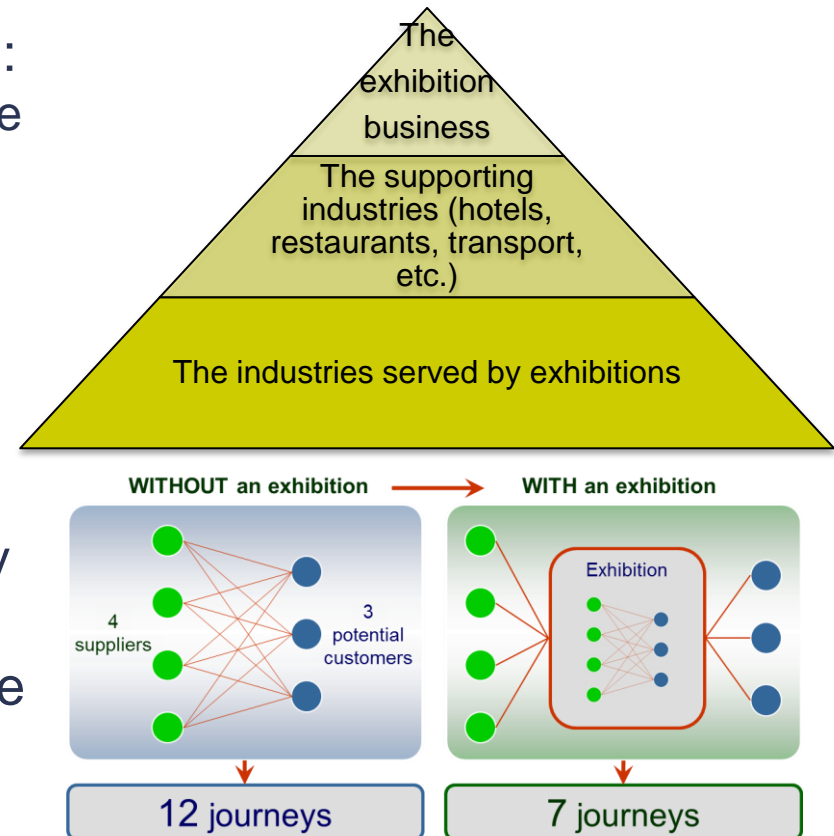 :
e
The
exhibition
business
The supporting
industries (hotels,
restaurants, transport,
etc.)
The industries served by exhibitions
WITHOUT an exhibition
WITH an exhibition
y
e
4
suppliers
3
potential
customers
Exhibition
12 journeys
7 journeys